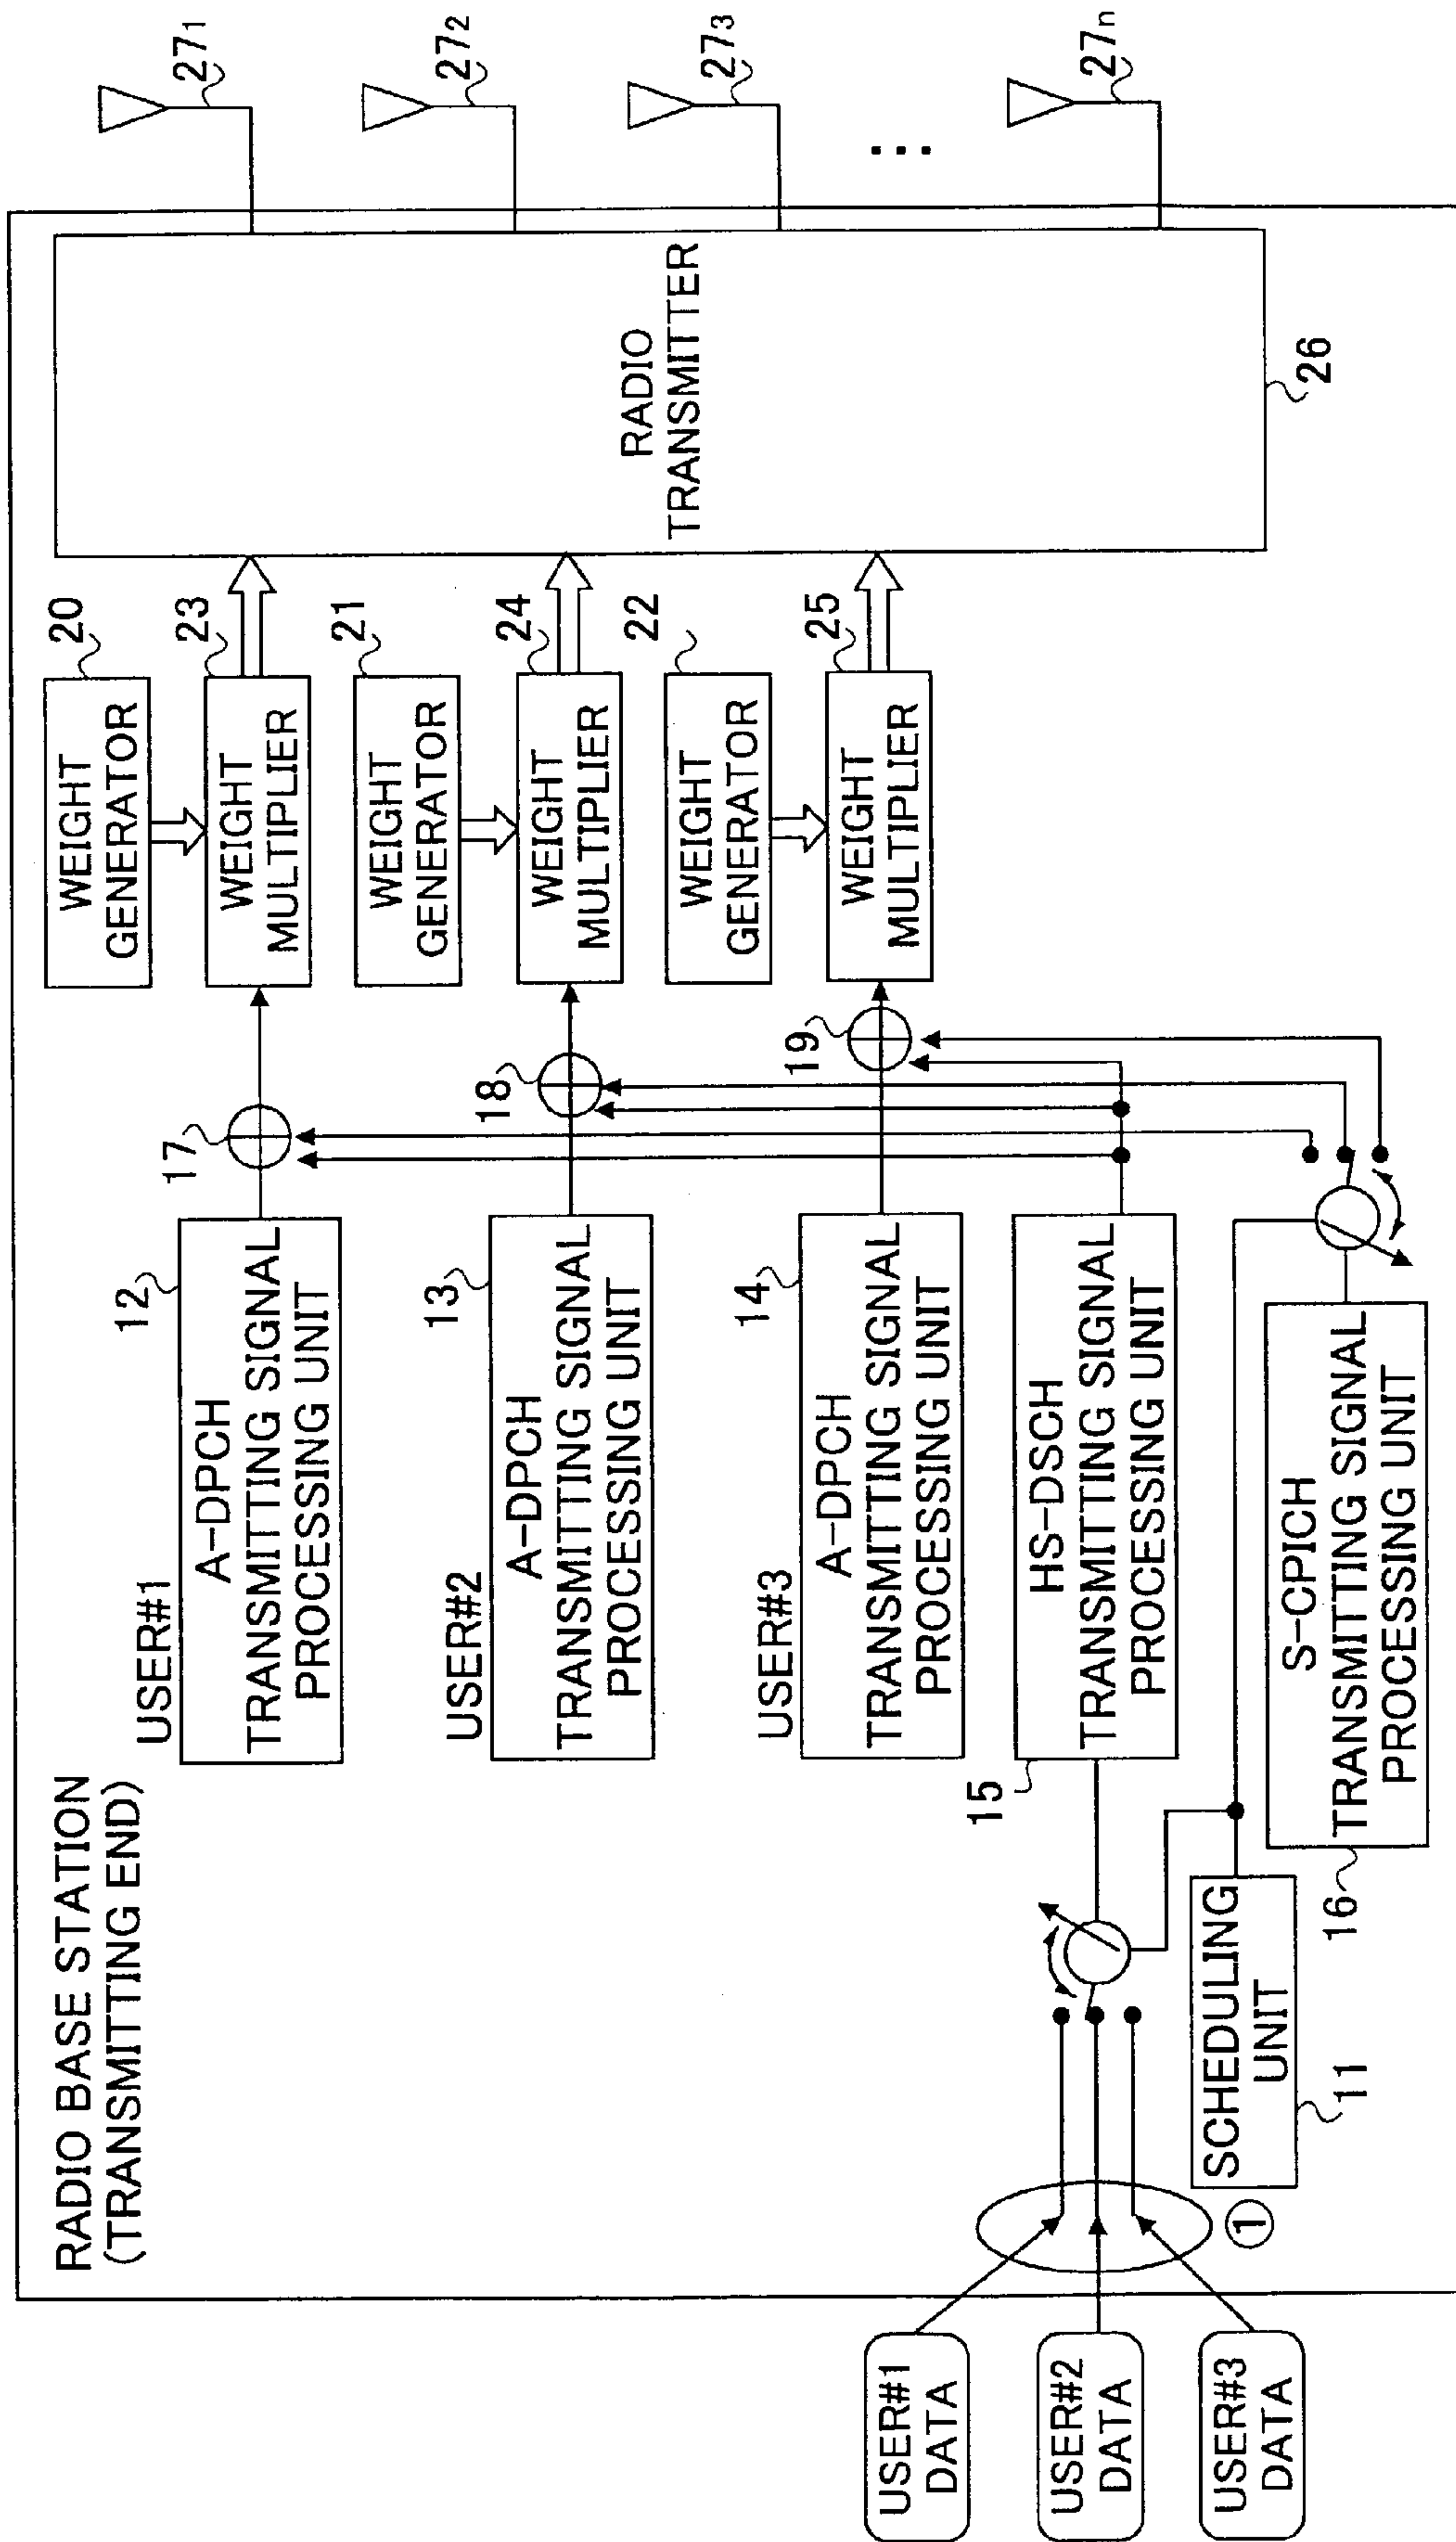 RADIO BASE STATION
(TRANSMITTING END)
USER#1
12
A-DPCH
TRANSMITTING SIGNAL
PROCESSING UNIT
17
WEIGHT
GENERATOR
20
WEIGHT
MULTIPLIER
23
USER#2
13
A-DPCH
TRANSMITTING SIGNAL
PROCESSING UNIT
18
WEIGHT
GENERATOR
21
WEIGHT
MULTIPLIER
24
USER#3
14
A-DPCH
TRANSMITTING SIGNAL
PROCESSING UNIT
19
WEIGHT
GENERATOR
22
WEIGHT
MULTIPLIER
25
RADIO
TRANSMITTER
26
27₁
27₂
27₃
...
27ₙ
USER#1
DATA
USER#2
DATA
USER#3
DATA
①
15
HS-DSCH
TRANSMITTING SIGNAL
PROCESSING UNIT
SCHEDULING
UNIT
11
16
S-CPICH
TRANSMITTING SIGNAL
PROCESSING UNIT